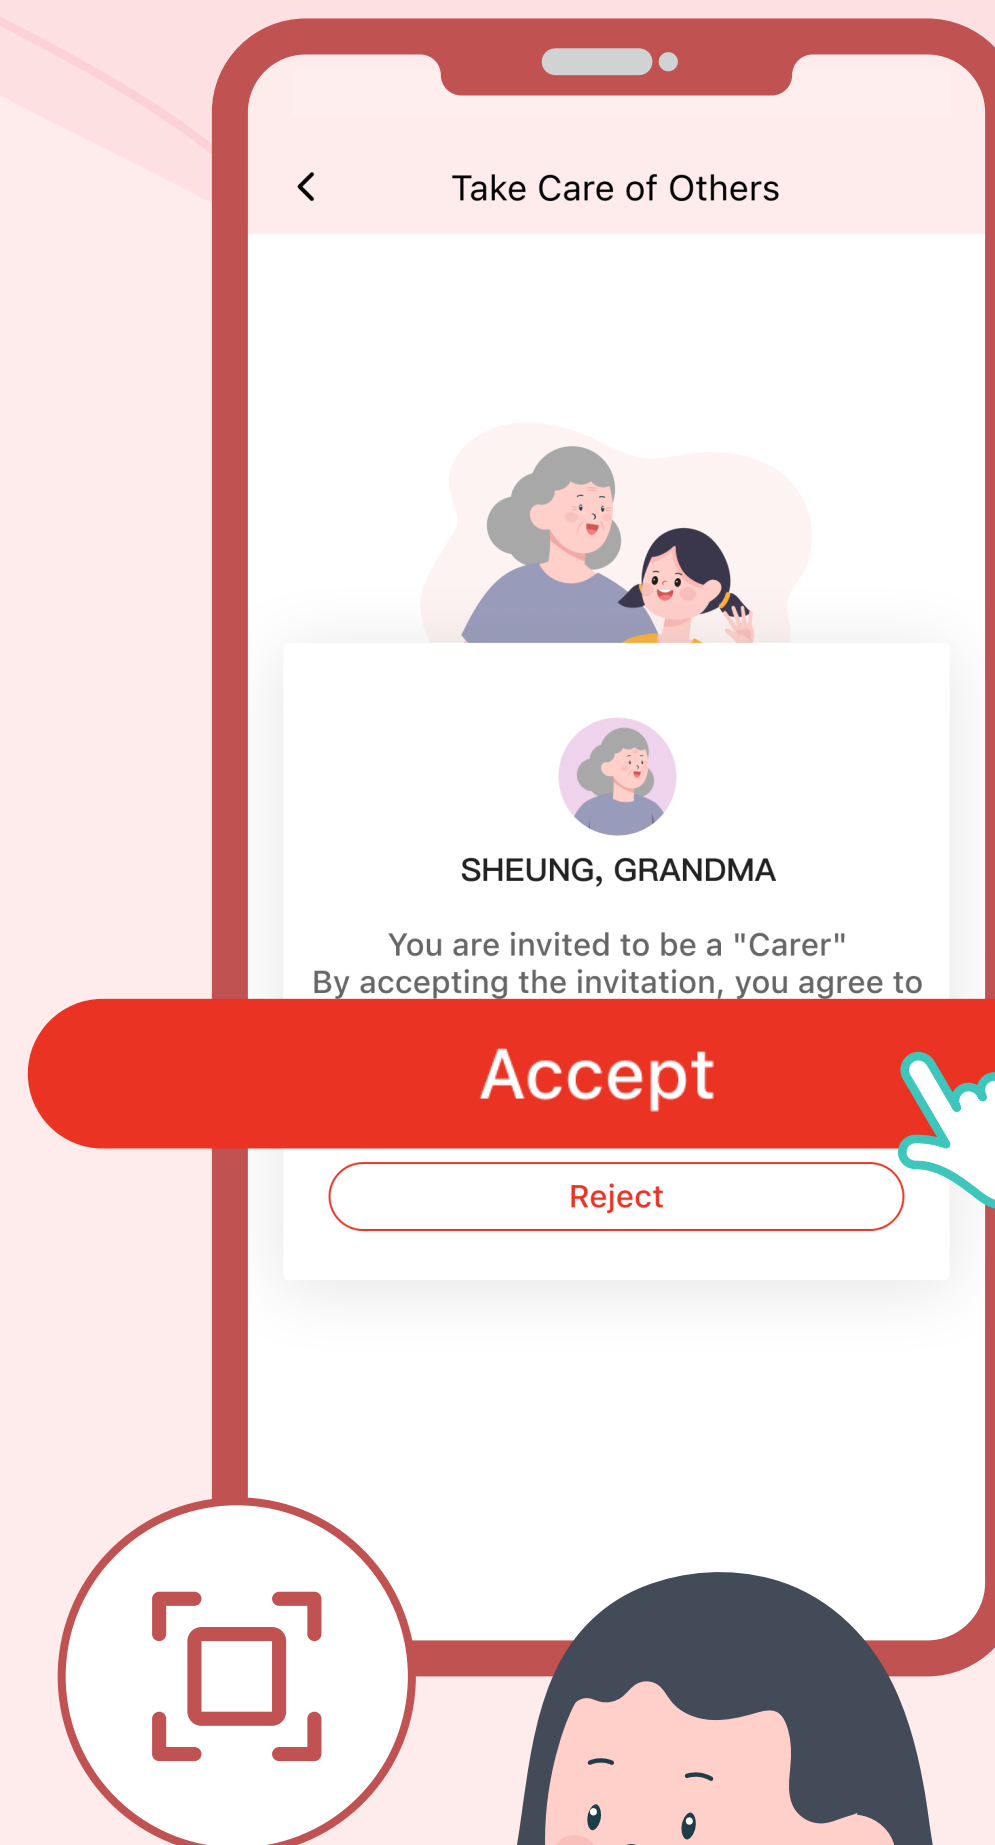 Take Care of Others
SHEUNG, GRANDMA
You are invited to be a "Carer"
By accepting the invitation, you agree to
Accept
Reject